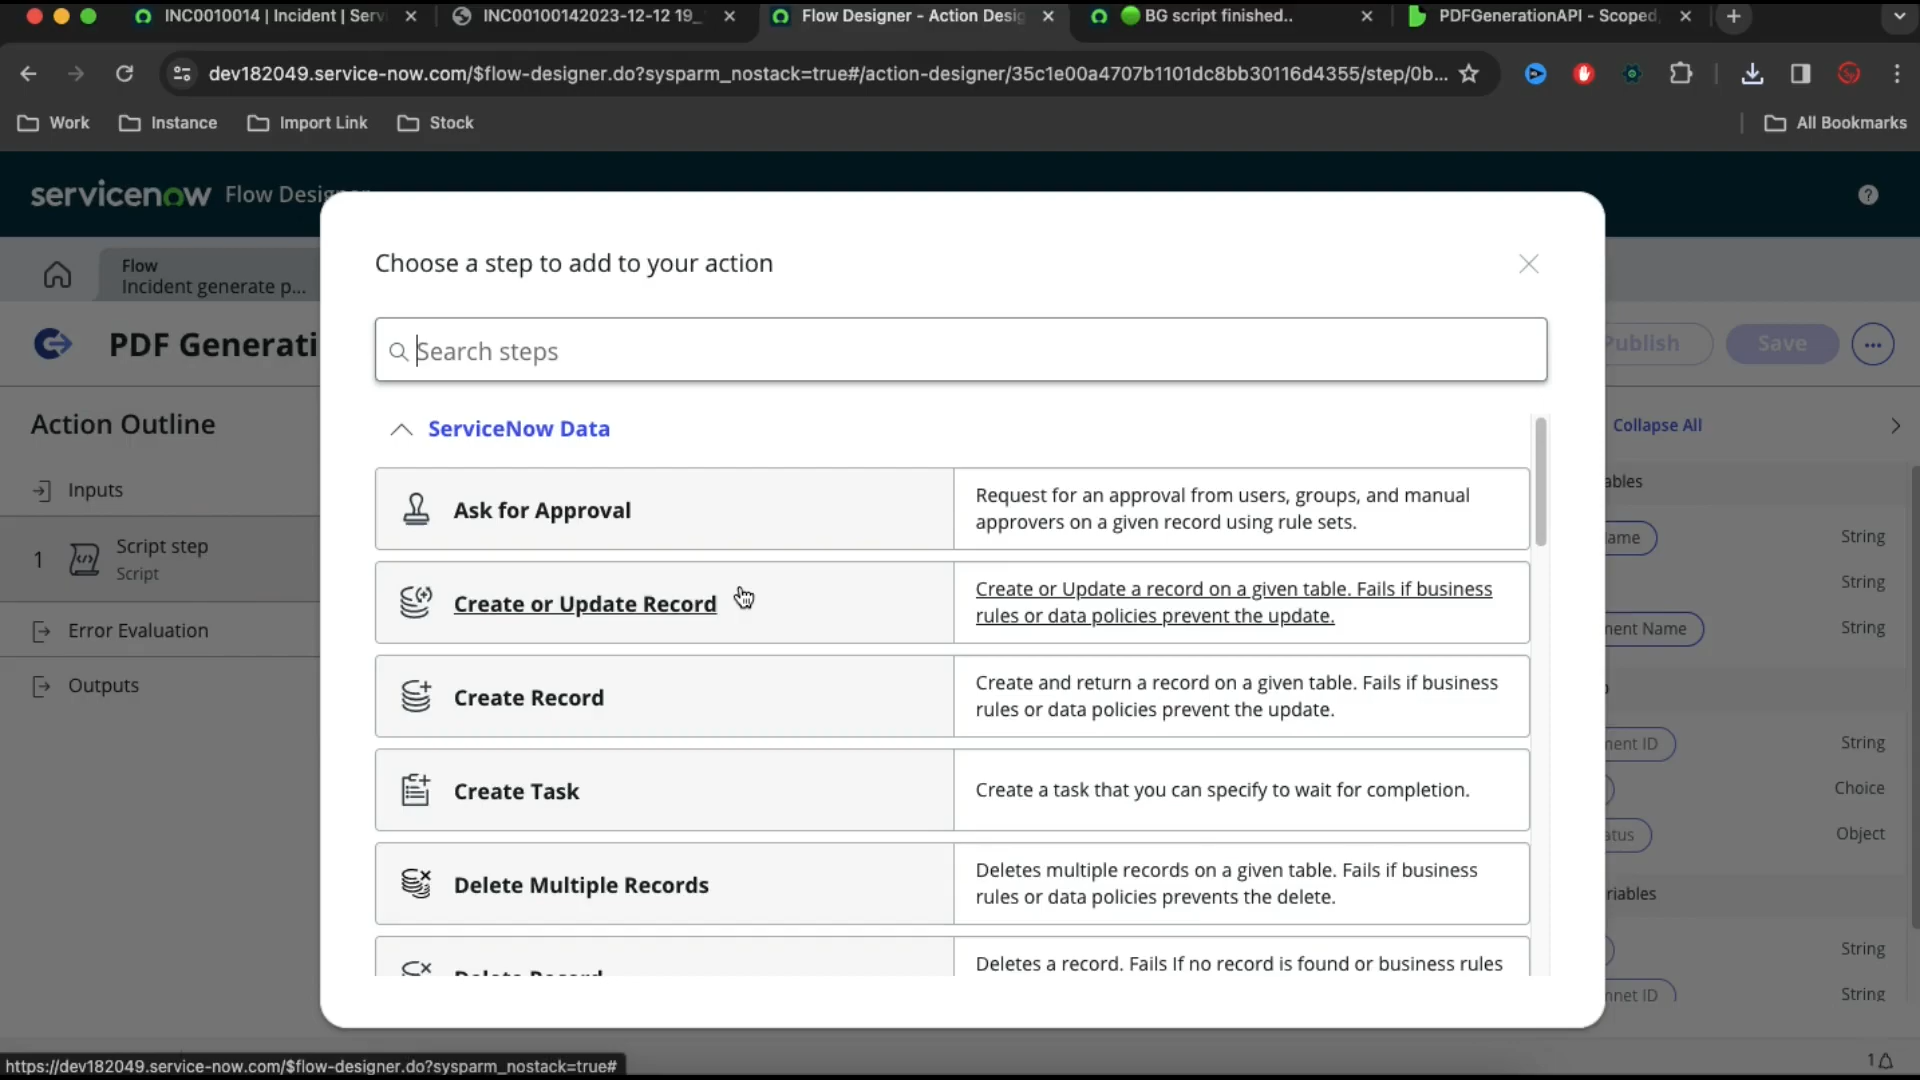 INC0010014 | Incident | Serv
INC00100142023-12-12 19_
Flow Designer - Action Desig
BG script finished..
PDFGenerationAPI - Scoped
dev182049.service-now.com/$flow-designer.do?sysparm_nostack=true#/action-designer/35c1e00a4707b1101dc8bb30116d4355/step/0b...
Work
Instance
Import Link
Stock
All Bookmarks
servicenow Flow Designer
Flow
Incident generate p...
PDF Generati
Publish
Save
Action Outline
Inputs
1
Script step
Script
Error Evaluation
Outputs
Choose a step to add to your action
Search steps
ServiceNow Data
Ask for Approval
Request for an approval from users, groups, and manual
approvers on a given record using rule sets.
Create or Update Record
Create or Update a record on a given table. Fails if business
rules or data policies prevent the update.
Create Record
Create and return a record on a given table. Fails if business
rules or data policies prevent the update.
Create Task
Create a task that you can specify to wait for completion.
Delete Multiple Records
Deletes multiple records on a given table. Fails if business
rules or data policies prevents the delete.
Delete Record
Deletes a record. Fails If no record is found or business rules
Collapse All
ables
ame
String
String
ment Name
String
ment ID
String
Choice
atus
Object
riables
String
nnet ID
String
https://dev182049.service-now.com/$flow-designer.do?sysparm_nostack=true#
1